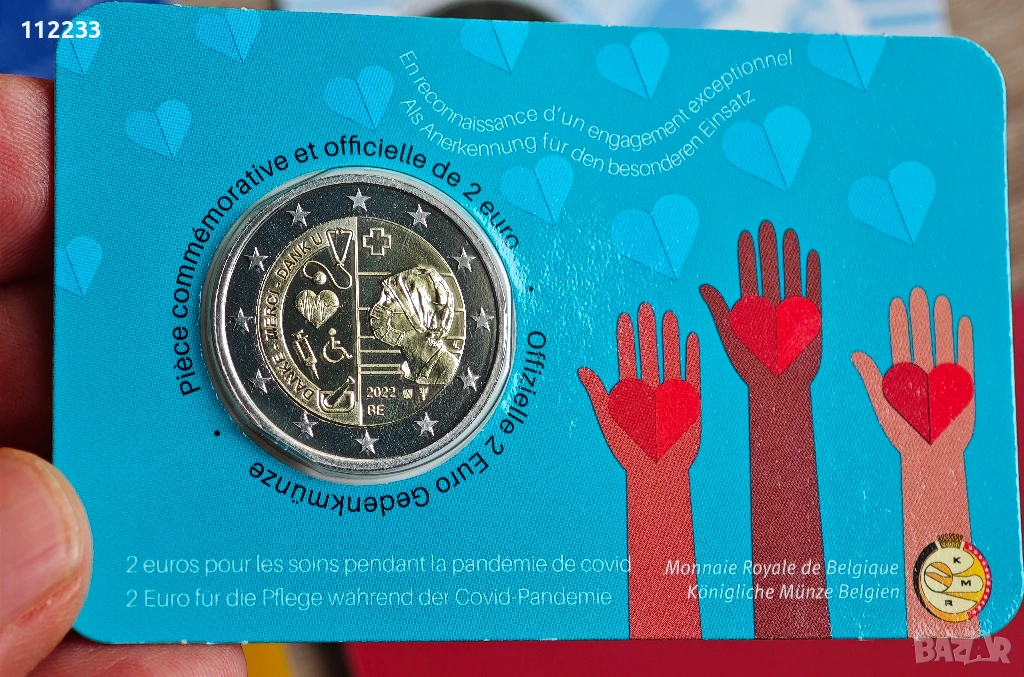 112233
En reconnaissance d'un engagement exceptionnel
Als Anerkennung für den besonderen Einsatz
Pièce commémorative et officielle de 2 euro
Offizielle 2 Euro Gedenkmünze
DANKE - MERCI - DANK U
2022
BE
2 euros pour les soins pendant la pandemie de covid
2 Euro für die Pflege während der Covid-Pandemie
Monnaie Royale de Belgique
Königliche Münze Belgien
K
M
R
BAZAR